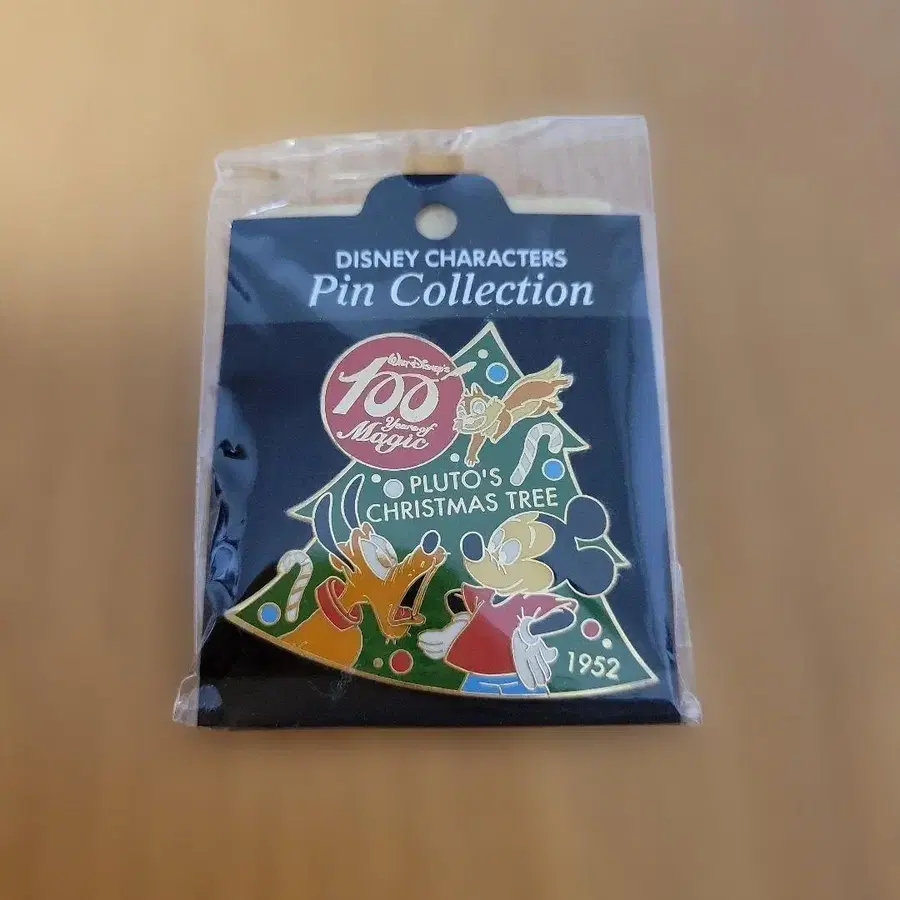 DISNEY CHARACTERS
Pin Collection
WALT DISNEY'S
100
Years of
Magic
PLUTO'S
CHRISTMAS TREE
1952